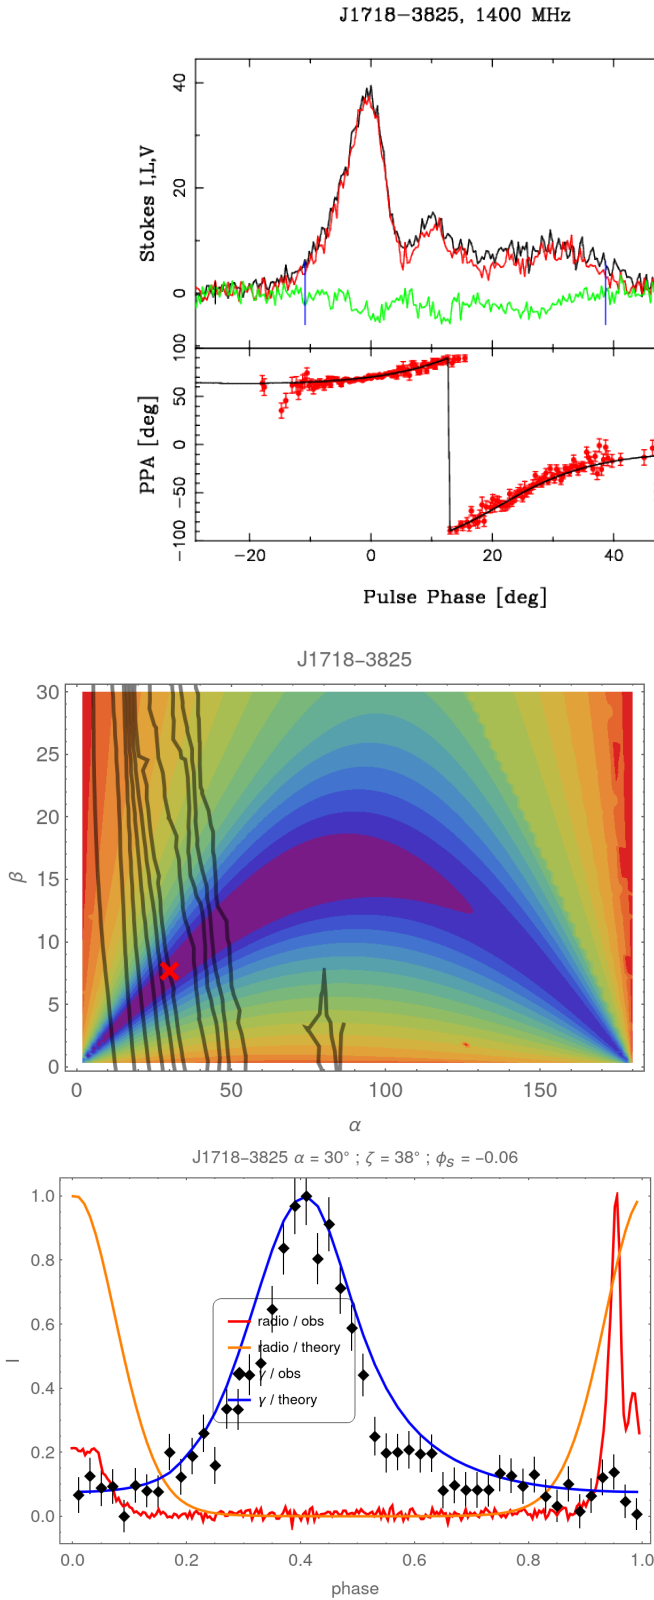 J1718−3825, 1400 MHz
40
20
0
Stokes I,L,V
100
50
0
−50
−100
PPA [deg]
−20 0 20 40
Pulse Phase [deg]
J1718−3825
30
25
20
15
10
5
0
β
0 50 100 150
α
J1718−3825 α = 30° ; ζ = 38° ; ϕs = −0.06
1.0
0.8
0.6
0.4
0.2
0.0
I
radio / obs
radio / theory
γ / obs
γ / theory
0.0 0.2 0.4 0.6 0.8 1.0
phase